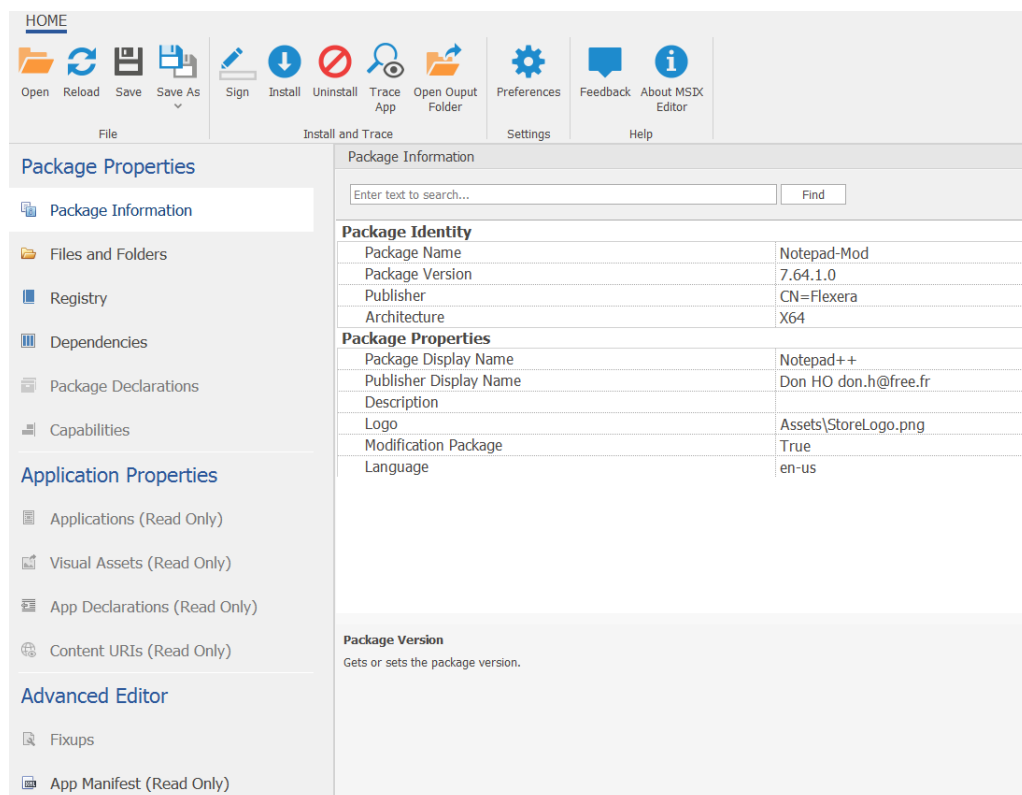 HOME
Open Reload Save Save As Sign Install Uninstall Trace App Open Ouput Folder Preferences Feedback About MSIX Editor
File Install and Trace Settings Help
Package Properties
Package Information
Files and Folders
Registry
Dependencies
Package Declarations
Capabilities
Application Properties
Applications (Read Only)
Visual Assets (Read Only)
App Declarations (Read Only)
Content URIs (Read Only)
Advanced Editor
Fixups
App Manifest (Read Only)
Package Information
Enter text to search... Find
Package Identity
Package Name Notepad-Mod
Package Version 7.64.1.0
Publisher CN=Flexera
Architecture X64
Package Properties
Package Display Name Notepad++
Publisher Display Name Don HO don.h@free.fr
Description
Logo Assets\StoreLogo.png
Modification Package True
Language en-us
Package Version
Gets or sets the package version.